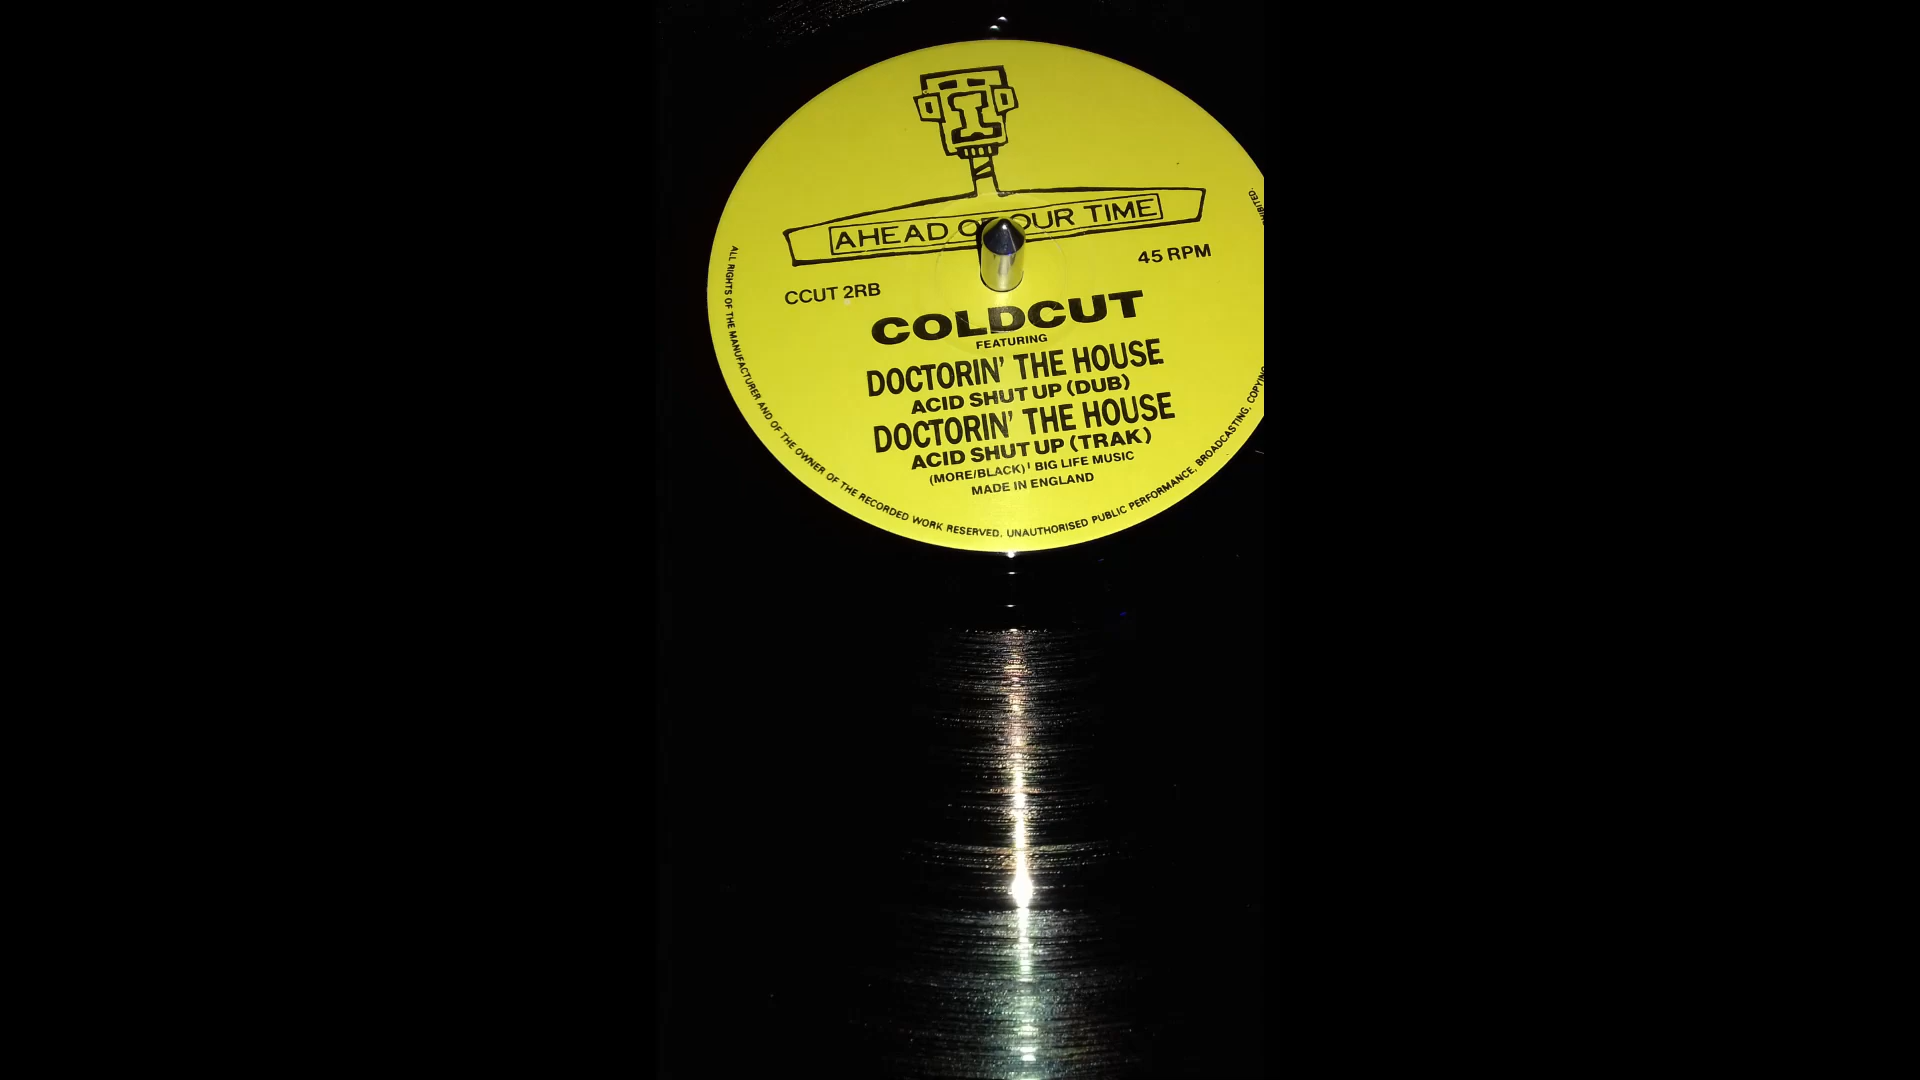 AHEAD OF OUR TIME
45 RPM
CCUT 2RB
COLDCUT
FEATURING
DOCTORIN' THE HOUSE
ACID SHUT UP (DUB)
DOCTORIN' THE HOUSE
ACID SHUT UP (TRAK)
(MORE/BLACK) BIG LIFE MUSIC
MADE IN ENGLAND
ALL RIGHTS OF THE MANUFACTURER AND OF THE OWNER OF THE RECORDED WORK RESERVED. UNAUTHORISED PUBLIC PERFORMANCE, BROADCASTING, COPYING